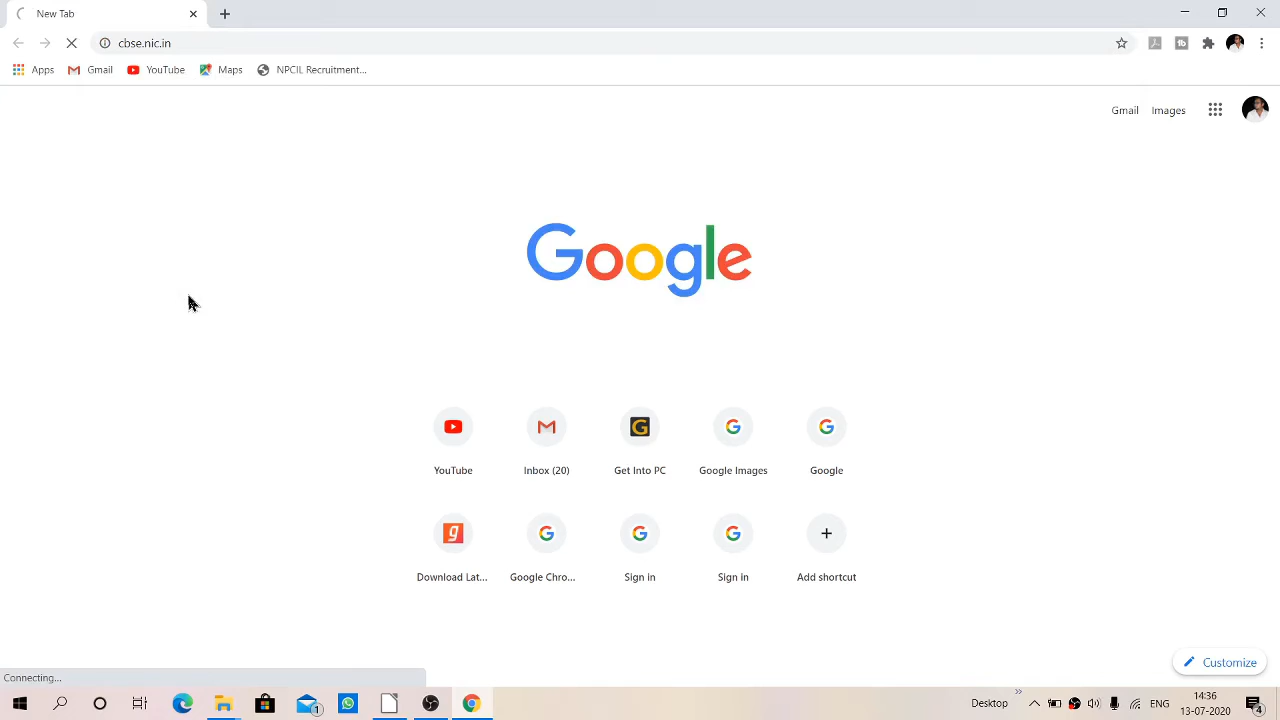 New Tab
cbse.nic.in
Apps Gmail YouTube Maps NPCIL Recruitment...
Gmail Images
Google
YouTube Inbox (20) Get Into PC Google Images Google
Download Lat... Google Chro... Sign in Sign in Add shortcut
Customize
Connecting...
Desktop ENG 14:36
13-07-2020